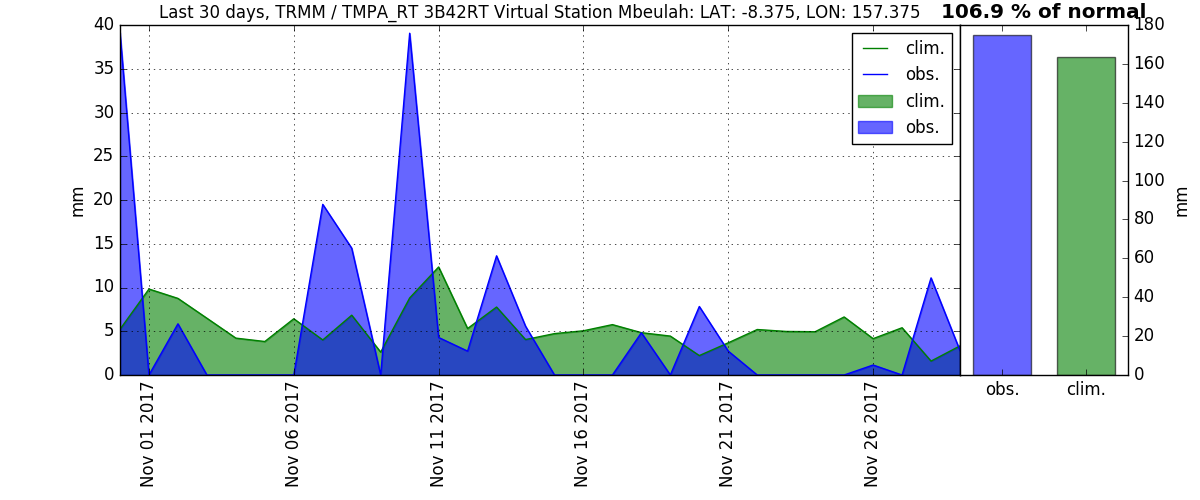 Last 30 days, TRMM / TMPA_RT 3B42RT Virtual Station Mbeulah: LAT: -8.375, LON: 157.375
106.9 % of normal
40
35
30
25
20
15
10
5
0
mm
clim.
obs.
clim.
obs.
Nov 01 2017
Nov 06 2017
Nov 11 2017
Nov 16 2017
Nov 21 2017
Nov 26 2017
180
160
140
120
100
80
60
40
20
0
mm
obs.
clim.